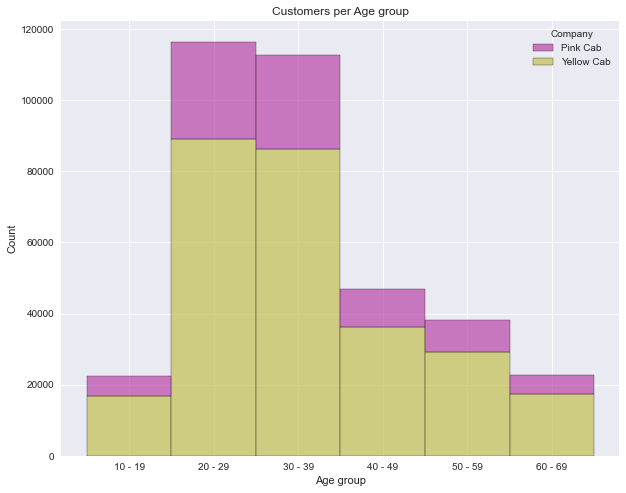 Customers per Age group
Company
Pink Cab
Yellow Cab
120000
100000
80000
60000
40000
20000
0
Count
10 - 19 20 - 29 30 - 39 40 - 49 50 - 59 60 - 69
Age group